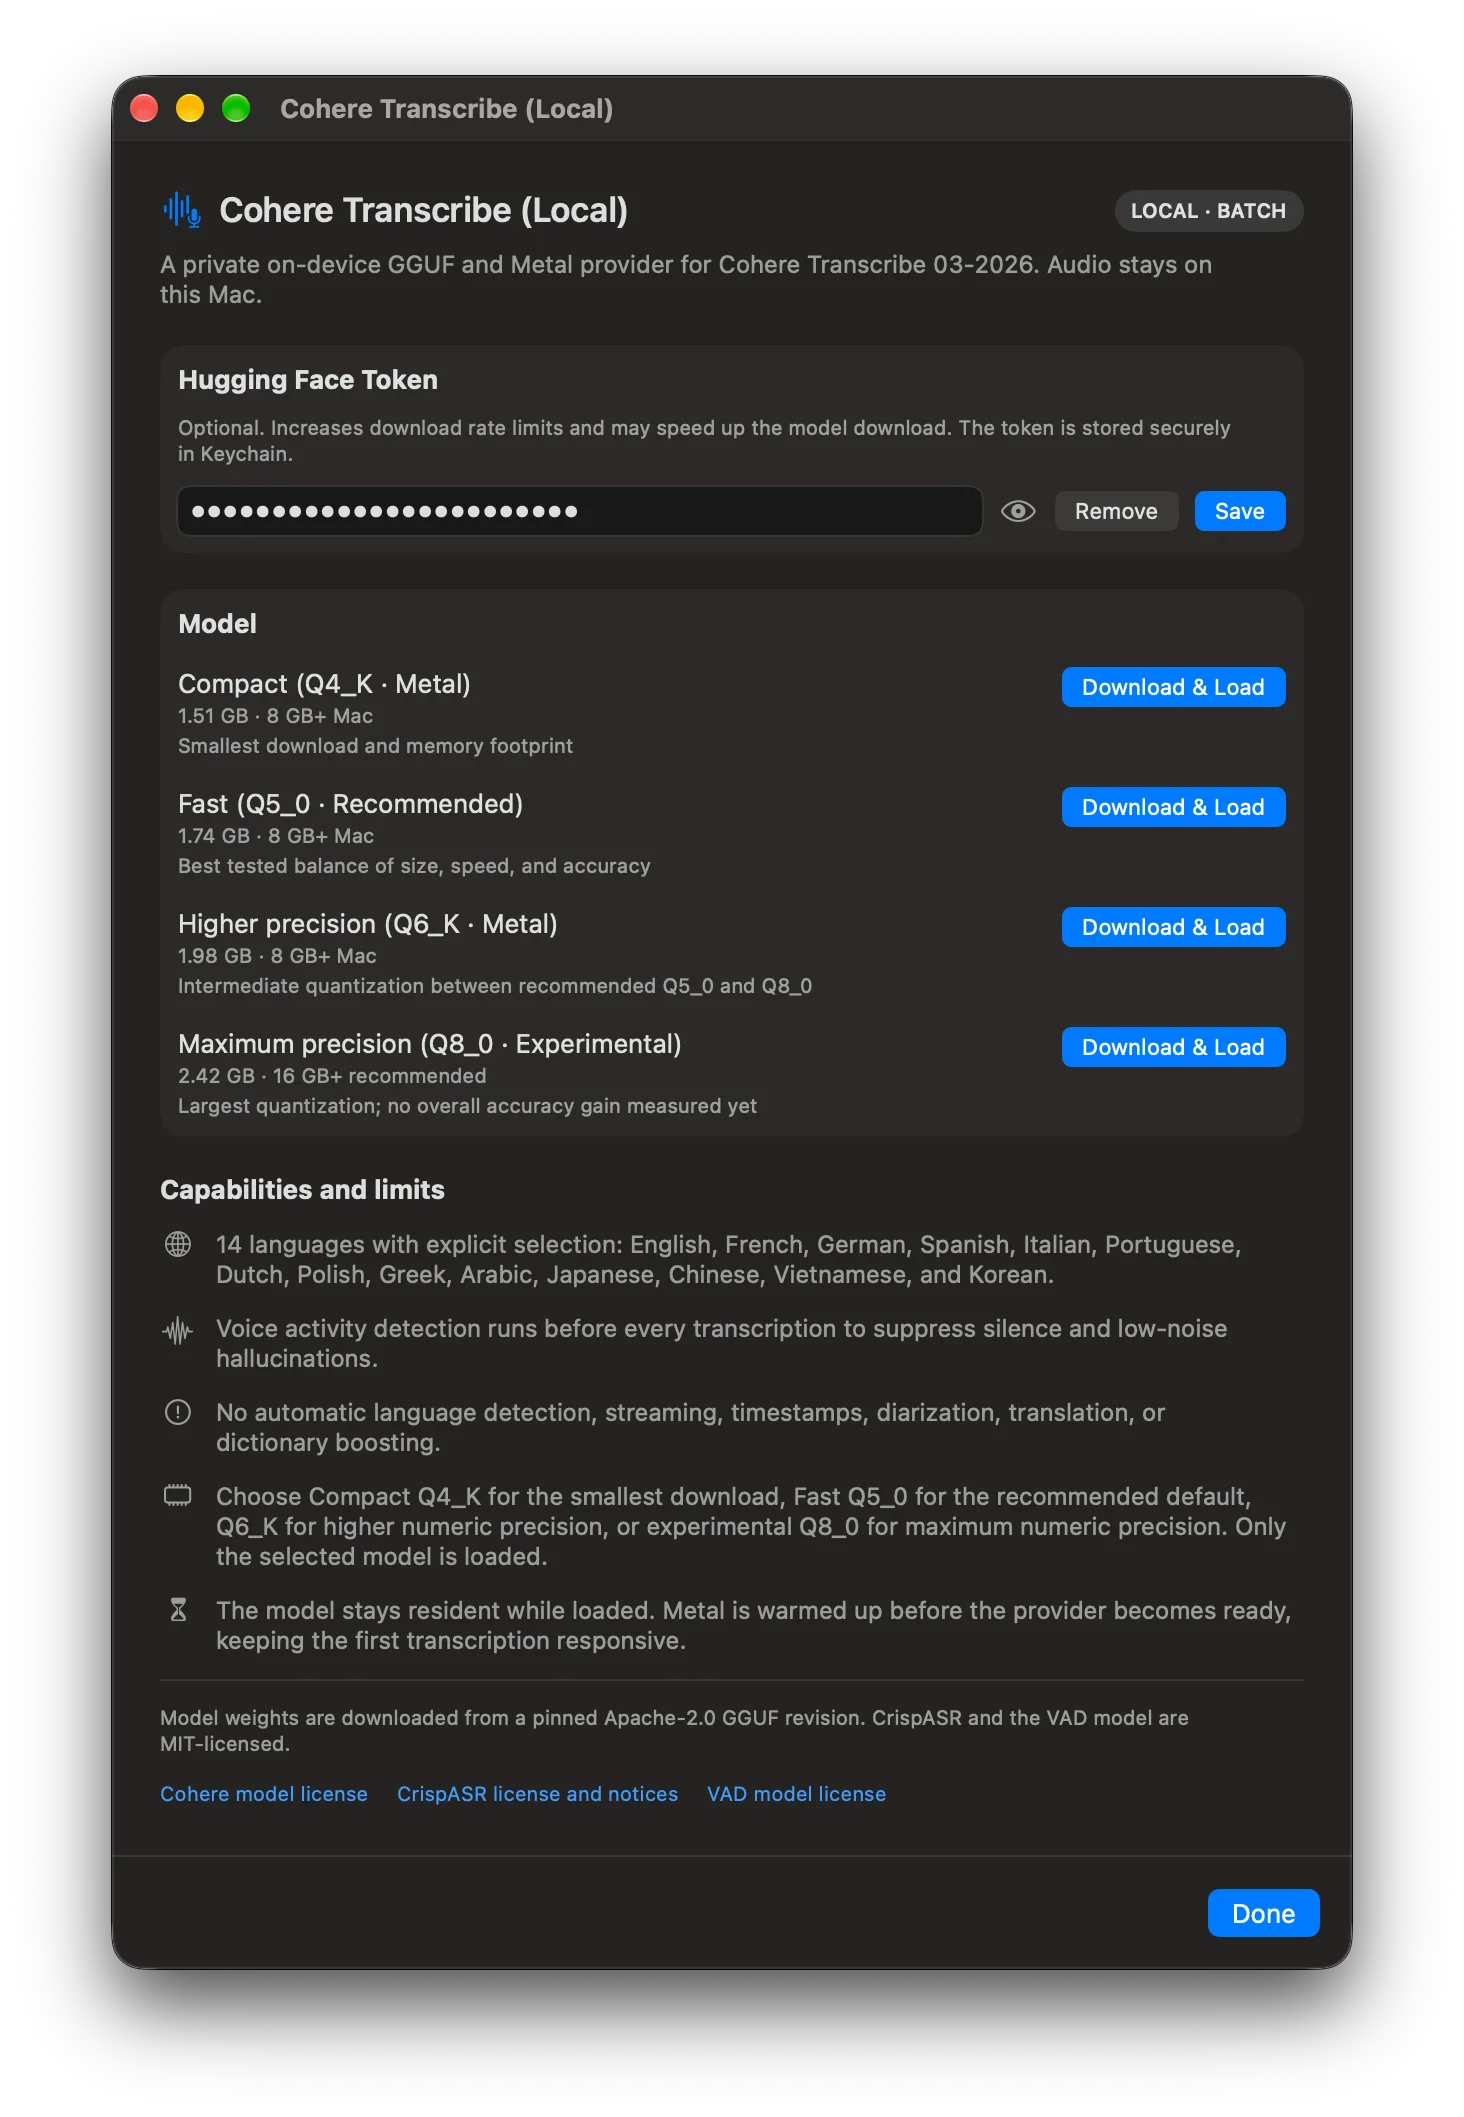 Cohere Transcribe (Local)
Cohere Transcribe (Local)
LOCAL · BATCH
A private on-device GGUF and Metal provider for Cohere Transcribe 03-2026. Audio stays on
this Mac.
Hugging Face Token
Optional. Increases download rate limits and may speed up the model download. The token is stored securely
in Keychain.
●●●●●●●●●●●●●●●●●●●●●●●●
Remove
Save
Model
Compact (Q4_K · Metal)
Download & Load
1.51 GB · 8 GB+ Mac
Smallest download and memory footprint
Fast (Q5_0 · Recommended)
Download & Load
1.74 GB · 8 GB+ Mac
Best tested balance of size, speed, and accuracy
Higher precision (Q6_K · Metal)
Download & Load
1.98 GB · 8 GB+ Mac
Intermediate quantization between recommended Q5_0 and Q8_0
Maximum precision (Q8_0 · Experimental)
Download & Load
2.42 GB · 16 GB+ recommended
Largest quantization; no overall accuracy gain measured yet
Capabilities and limits
14 languages with explicit selection: English, French, German, Spanish, Italian, Portuguese,
Dutch, Polish, Greek, Arabic, Japanese, Chinese, Vietnamese, and Korean.
Voice activity detection runs before every transcription to suppress silence and low-noise
hallucinations.
No automatic language detection, streaming, timestamps, diarization, translation, or
dictionary boosting.
Choose Compact Q4_K for the smallest download, Fast Q5_0 for the recommended default,
Q6_K for higher numeric precision, or experimental Q8_0 for maximum numeric precision. Only
the selected model is loaded.
The model stays resident while loaded. Metal is warmed up before the provider becomes ready,
keeping the first transcription responsive.
Model weights are downloaded from a pinned Apache-2.0 GGUF revision. CrispASR and the VAD model are
MIT-licensed.
Cohere model license CrispASR license and notices VAD model license
Done